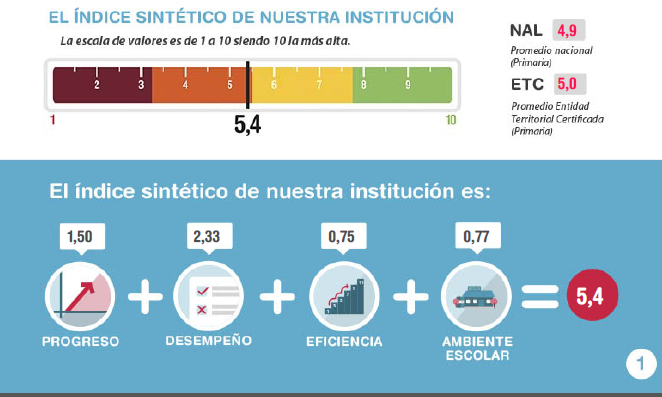 EL ÍNDICE SINTÉTICO DE NUESTRA INSTITUCIÓN
La escala de valores es de 1 a 10 siendo 10 la más alta.
2 3 4 5 6 7 8 9
1 10
5,4
NAL 4,9
Promedio nacional
(Primaria)
ETC 5,0
Promedio Entidad
Territorial Certificada
(Primaria)
El índice sintético de nuestra institución es:
1,50 2,33 0,75 0,77
+ + + = 5,4
PROGRESO DESEMPEÑO EFICIENCIA AMBIENTE
ESCOLAR
1